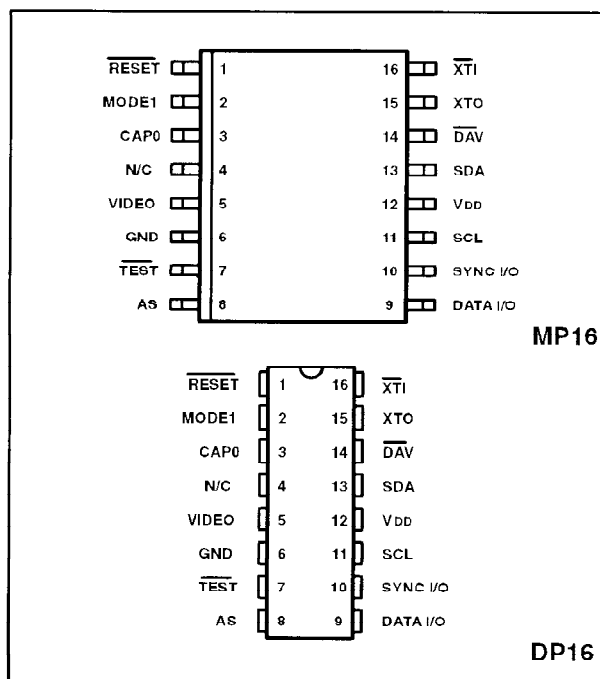 RESET 1 16 XTI
MODE1 2 15 XTO
CAP0 3 14 DAV
N/C 4 13 SDA
VIDEO 5 12 VDD
GND 6 11 SCL
TEST 7 10 SYNC I/O
AS 8 9 DATA I/O
MP16
RESET 1 16 XTI
MODE1 2 15 XTO
CAP0 3 14 DAV
N/C 4 13 SDA
VIDEO 5 12 VDD
GND 6 11 SCL
TEST 7 10 SYNC I/O
AS 8 9 DATA I/O
DP16